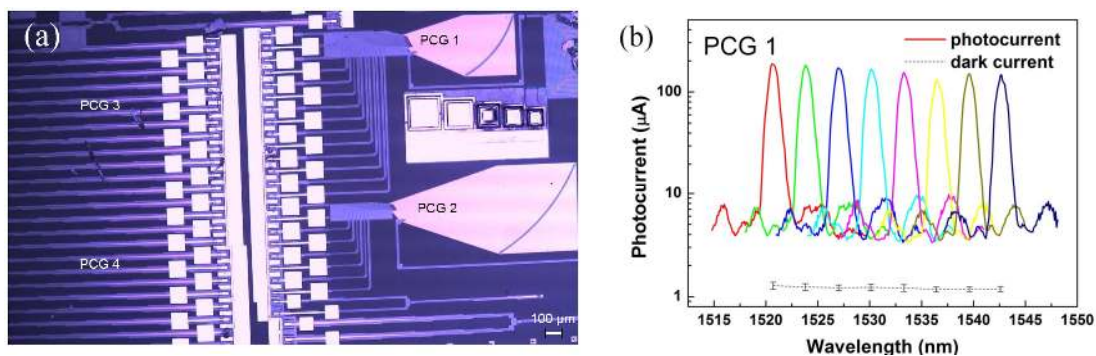 (a)
PCG 1
PCG 3
PCG 2
PCG 4
100 μm
(b)
PCG 1
photocurrent
dark current
Photocurrent (μA)
100
10
1
1515 1520 1525 1530 1535 1540 1545 1550
Wavelength (nm)